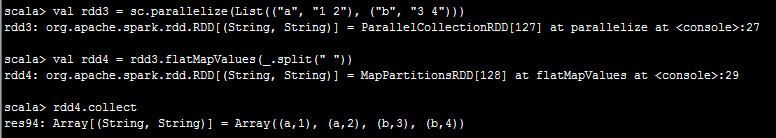 scala> val rdd3 = sc.parallelize(List(("a", "1 2"), ("b", "3 4")))
rdd3: org.apache.spark.rdd.RDD[(String, String)] = ParallelCollectionRDD[127] at parallelize at <console>:27
scala> val rdd4 = rdd3.flatMapValues(_.split(" "))
rdd4: org.apache.spark.rdd.RDD[(String, String)] = MapPartitionsRDD[128] at flatMapValues at <console>:29
scala> rdd4.collect
res94: Array[(String, String)] = Array((a,1), (a,2), (b,3), (b,4))